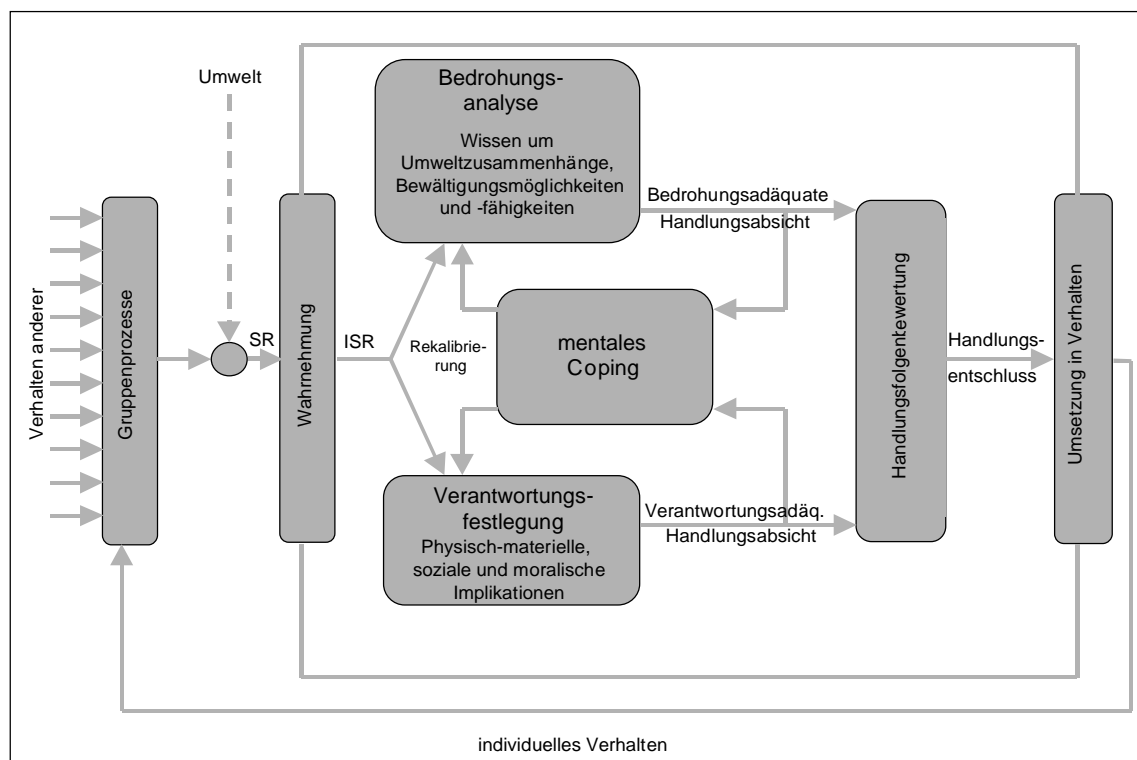 Umwelt
Verhalten anderer
Gruppenprozesse
SR
Wahrnehmung
ISR
Bedrohungs-
analyse
Wissen um
Umweltzusammenhänge,
Bewältigungsmöglichkeiten
und -fähigkeiten
Rekalibrie-
rung
mentales
Coping
Verantwortungs-
festlegung
Physisch-materielle,
soziale und moralische
Implikationen
Bedrohungsadäquate
Handlungsabsicht
Verantwortungsadäq.
Handlungsabsicht
Handlungsfolgenkewertung
Handlungs-
entschluss
Umsetzung in Verhalten
individuelles Verhalten